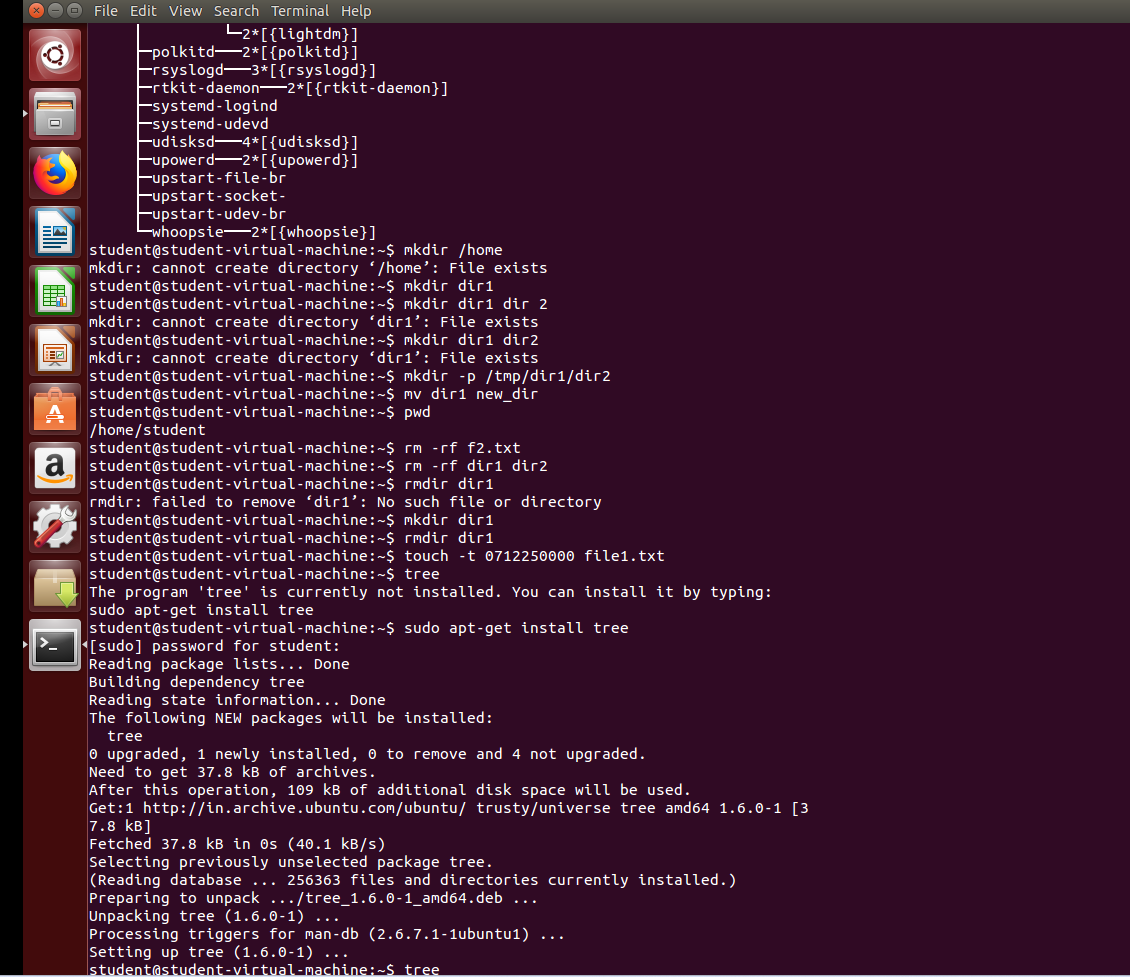 File Edit View Search Terminal Help
│         └─2*[{lightdm}]
├─polkitd───2*[{polkitd}]
├─rsyslogd───3*[{rsyslogd}]
├─rtkit-daemon───2*[{rtkit-daemon}]
├─systemd-logind
├─systemd-udevd
├─udisksd───4*[{udisksd}]
├─upowerd───2*[{upowerd}]
├─upstart-file-br
├─upstart-socket-
├─upstart-udev-br
└─whoopsie───2*[{whoopsie}]
student@student-virtual-machine:~$ mkdir /home
mkdir: cannot create directory ‘/home’: File exists
student@student-virtual-machine:~$ mkdir dir1
student@student-virtual-machine:~$ mkdir dir1 dir 2
mkdir: cannot create directory ‘dir1’: File exists
student@student-virtual-machine:~$ mkdir dir1 dir2
mkdir: cannot create directory ‘dir1’: File exists
student@student-virtual-machine:~$ mkdir -p /tmp/dir1/dir2
student@student-virtual-machine:~$ mv dir1 new_dir
student@student-virtual-machine:~$ pwd
/home/student
student@student-virtual-machine:~$ rm -rf f2.txt
student@student-virtual-machine:~$ rm -rf dir1 dir2
student@student-virtual-machine:~$ rmdir dir1
rmdir: failed to remove ‘dir1’: No such file or directory
student@student-virtual-machine:~$ mkdir dir1
student@student-virtual-machine:~$ rmdir dir1
student@student-virtual-machine:~$ touch -t 0712250000 file1.txt
student@student-virtual-machine:~$ tree
The program 'tree' is currently not installed. You can install it by typing:
sudo apt-get install tree
student@student-virtual-machine:~$ sudo apt-get install tree
[sudo] password for student:
Reading package lists... Done
Building dependency tree
Reading state information... Done
The following NEW packages will be installed:
  tree
0 upgraded, 1 newly installed, 0 to remove and 4 not upgraded.
Need to get 37.8 kB of archives.
After this operation, 109 kB of additional disk space will be used.
Get:1 http://in.archive.ubuntu.com/ubuntu/ trusty/universe tree amd64 1.6.0-1 [3
7.8 kB]
Fetched 37.8 kB in 0s (40.1 kB/s)
Selecting previously unselected package tree.
(Reading database ... 256363 files and directories currently installed.)
Preparing to unpack .../tree_1.6.0-1_amd64.deb ...
Unpacking tree (1.6.0-1) ...
Processing triggers for man-db (2.6.7.1-1ubuntu1) ...
Setting up tree (1.6.0-1) ...
student@student-virtual-machine:~$ tree